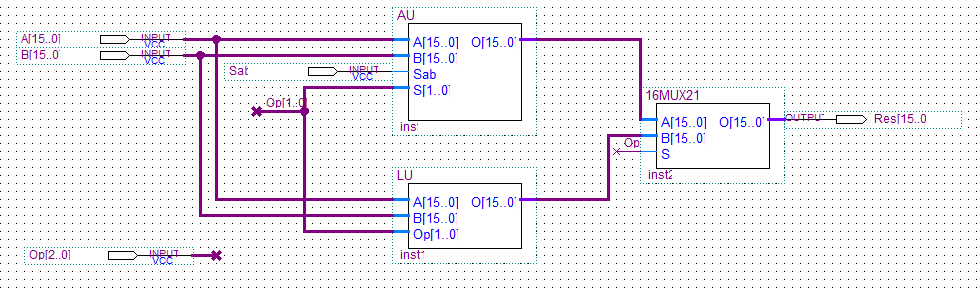 AU
A[15..0]
INPUT
VCC
A[15..0]
O[15..0]
B[15..0]
INPUT
VCC
B[15..0]
Sat
INPUT
VCC
Sab
Op[1..0]
S[1..0]
inst
16MUX21
A[15..0]
O[15..0]
OUTPUT
Res[15..0
B[15..0]
Op
S
inst2
LU
A[15..0]
O[15..0]
B[15..0]
Op[1..0]
inst1
Op[2..0]
INPUT
VCC